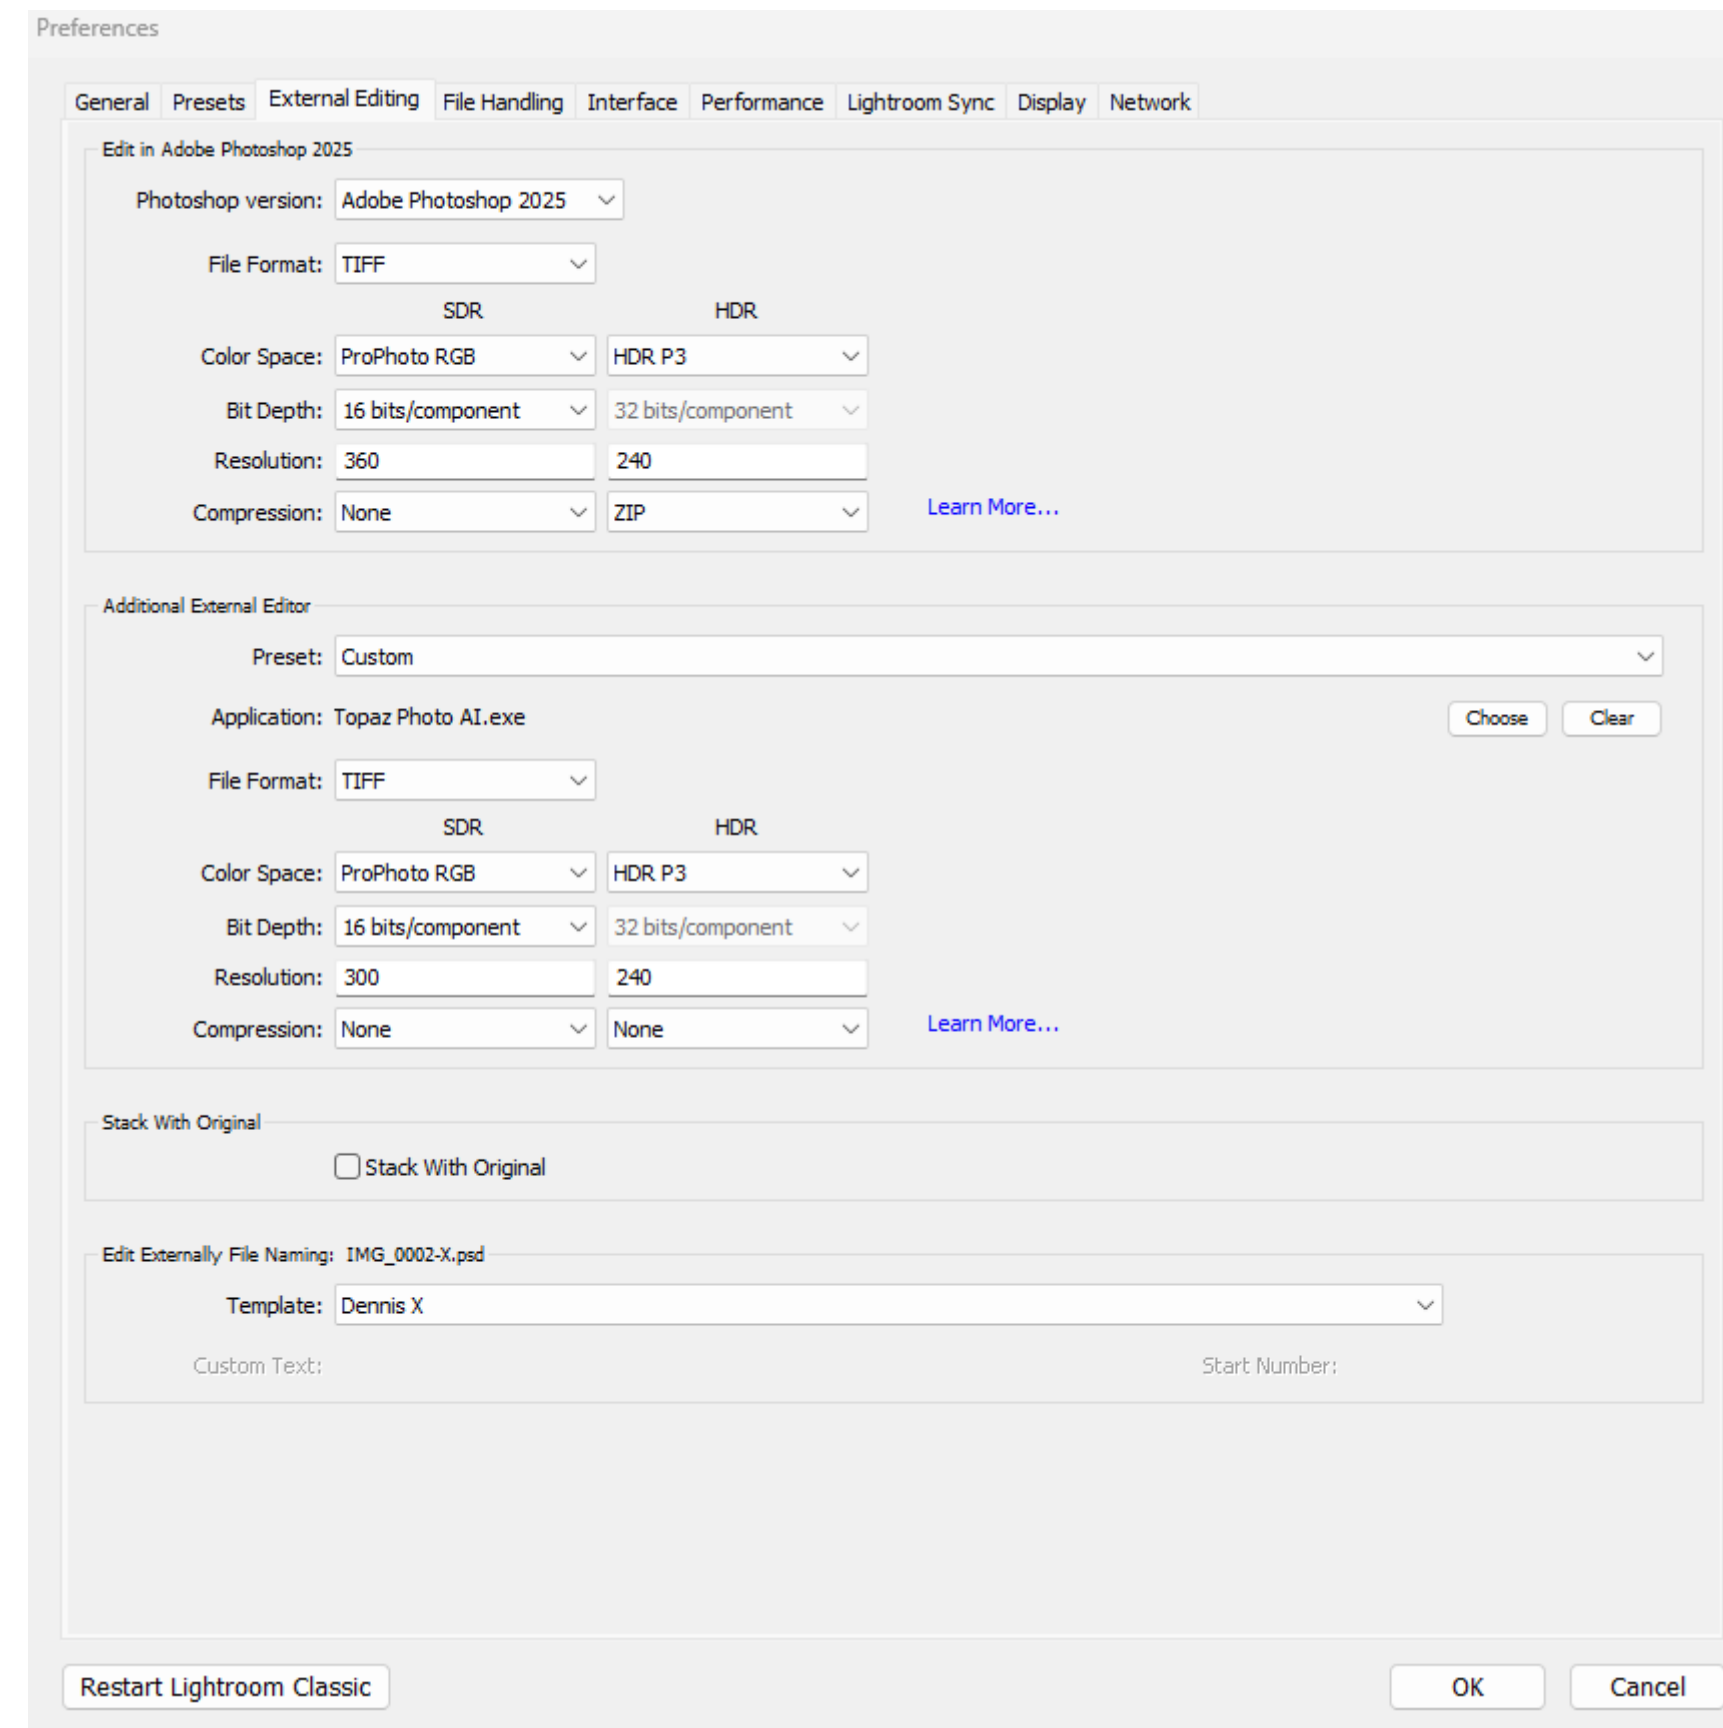 Preferences
General Presets External Editing File Handling Interface Performance Lightroom Sync Display Network
Edit in Adobe Photoshop 2025
Photoshop version: Adobe Photoshop 2025
File Format: TIFF
SDR HDR
Color Space: ProPhoto RGB HDR P3
Bit Depth: 16 bits/component 32 bits/component
Resolution: 360 240
Compression: None ZIP Learn More...
Additional External Editor
Preset: Custom
Application: Topaz Photo AI.exe Choose Clear
File Format: TIFF
SDR HDR
Color Space: ProPhoto RGB HDR P3
Bit Depth: 16 bits/component 32 bits/component
Resolution: 300 240
Compression: None None Learn More...
Stack With Original
Stack With Original
Edit Externally File Naming: IMG_0002-X.psd
Template: Dennis X
Custom Text: Start Number:
Restart Lightroom Classic OK Cancel